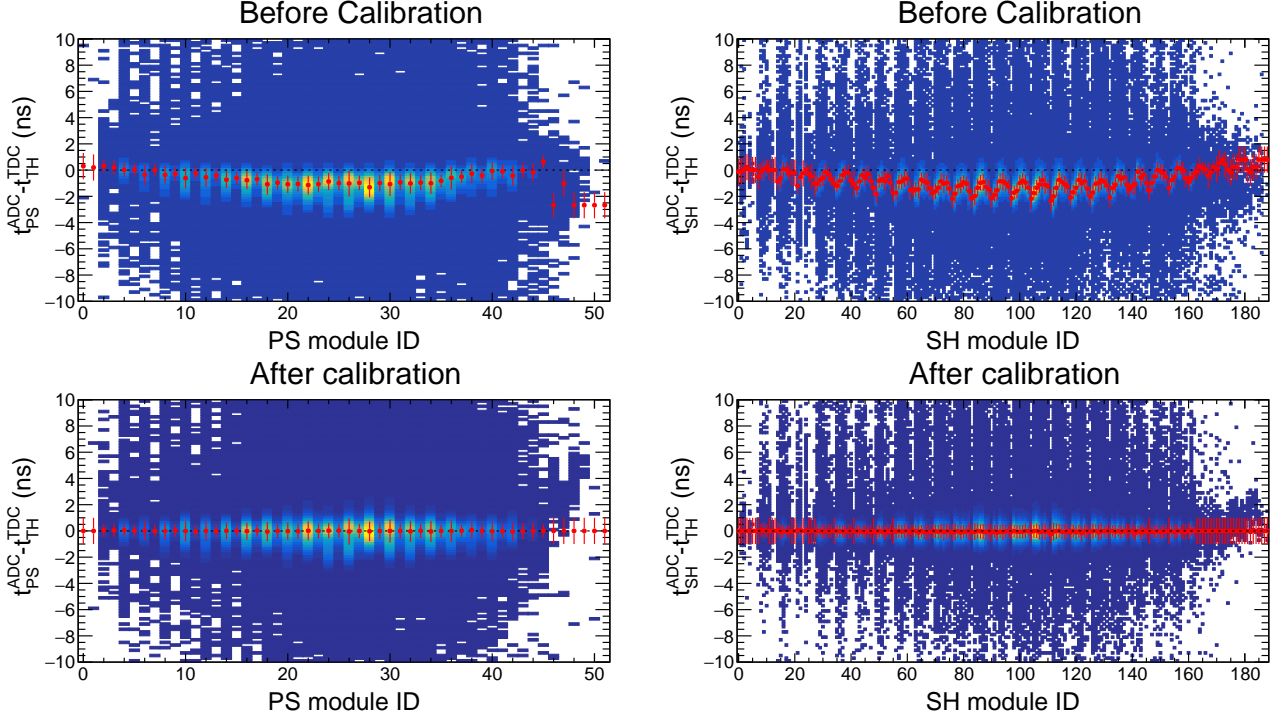 Before Calibration
t_PS^ADC-t_TH^TDC (ns)
10
8
6
4
2
0
−2
−4
−6
−8
−10
0 10 20 30 40 50
PS module ID
Before Calibration
t_SH^ADC-t_TH^TDC (ns)
10
8
6
4
2
0
−2
−4
−6
−8
−10
0 20 40 60 80 100 120 140 160 180
SH module ID
After calibration
t_PS^ADC-t_TH^TDC (ns)
10
8
6
4
2
0
−2
−4
−6
−8
−10
0 10 20 30 40 50
PS module ID
After calibration
t_SH^ADC-t_TH^TDC (ns)
10
8
6
4
2
0
−2
−4
−6
−8
−10
0 20 40 60 80 100 120 140 160 180
SH module ID